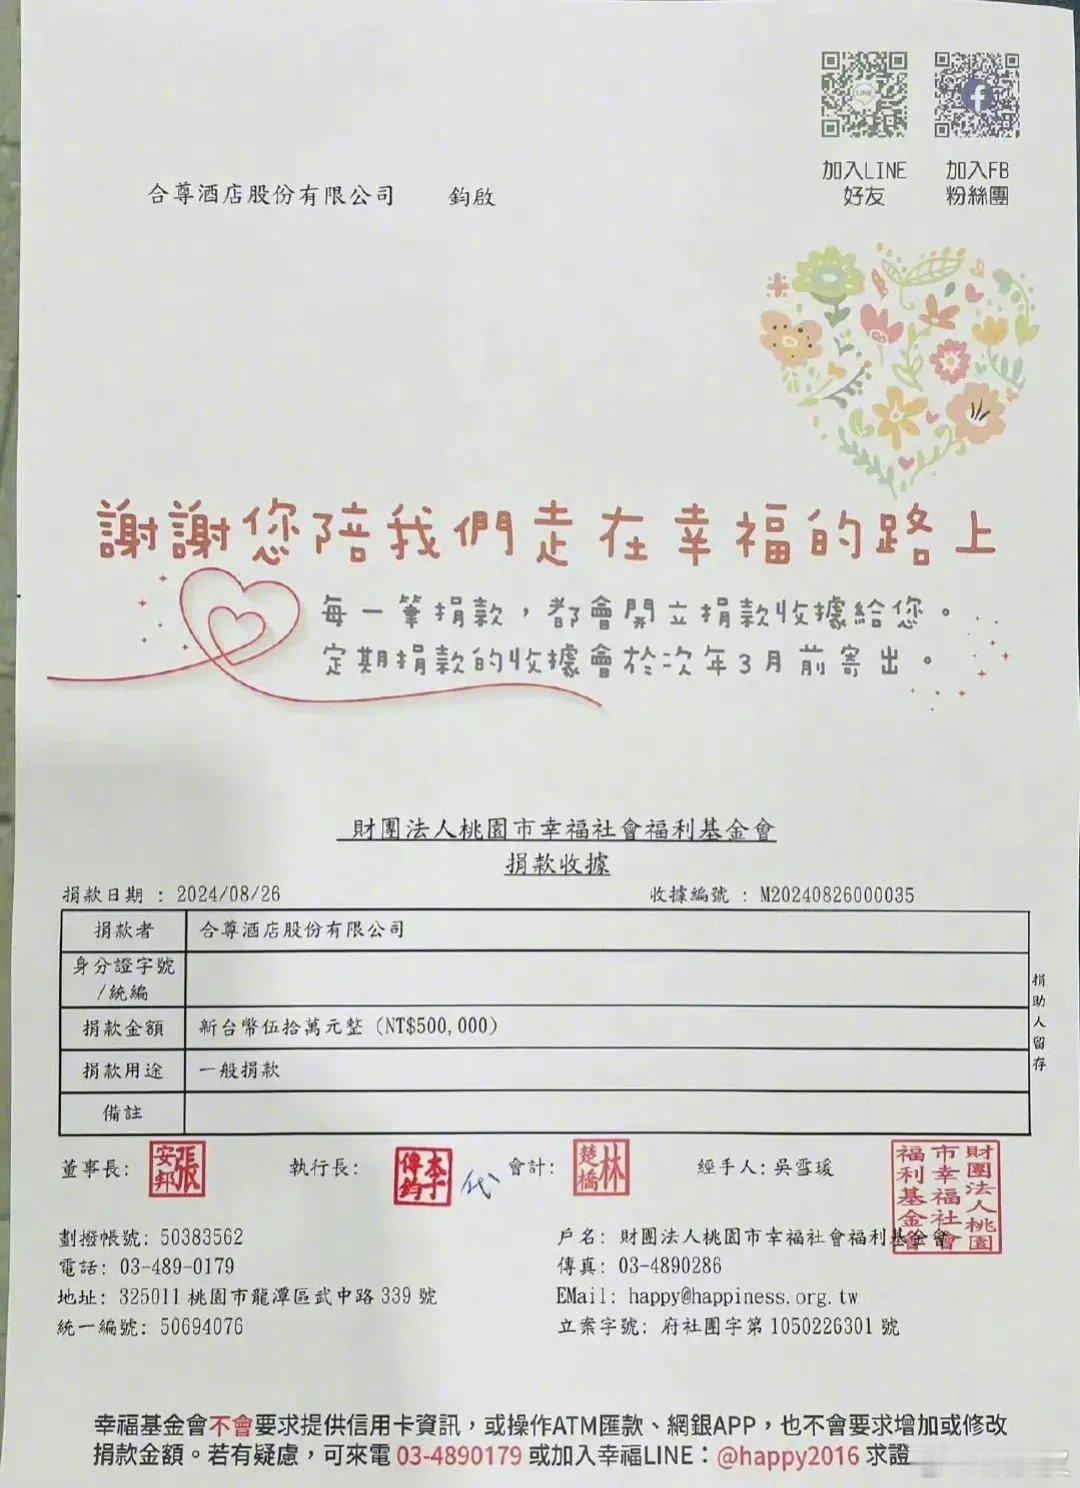 加入LINE
好友
加入FB
粉絲團
合尊酒店股份有限公司 鈞啟
謝謝您陪我們走在幸福的路上
每一筆捐款，都會開立捐款收據給您。
定期捐款的收據會於次年3月前寄出。
財團法人桃園市幸福社會福利基金會
捐款收據
捐款日期 : 2024/08/26 收據編號 : M20240826000035
捐款者 合尊酒店股份有限公司
身分證字號
/統編
捐款金額 新台幣伍拾萬元整 (NT$500,000)
捐款用途 一般捐款
備註
捐助人留存
董事長: 張安邦 執行長: 李傳鈞 代 會計: 林楚橋 經手人: 吳雪瑗
財團法人桃園市幸福社會福利基金會
劃撥帳號: 50383562 戶名: 財團法人桃園市幸福社會福利基金會
電話: 03-489-0179 傳真: 03-4890286
地址: 325011 桃園市龍潭區武中路 339 號 EMail: happy@happiness.org.tw
統一編號: 50694076 立案字號: 府社團字第 1050226301 號
幸福基金會不會要求提供信用卡資訊，或操作ATM匯款、網銀APP，也不會要求增加或修改
捐款金額。若有疑慮，可來電 03-4890179 或加入幸福LINE：@happy2016 求證